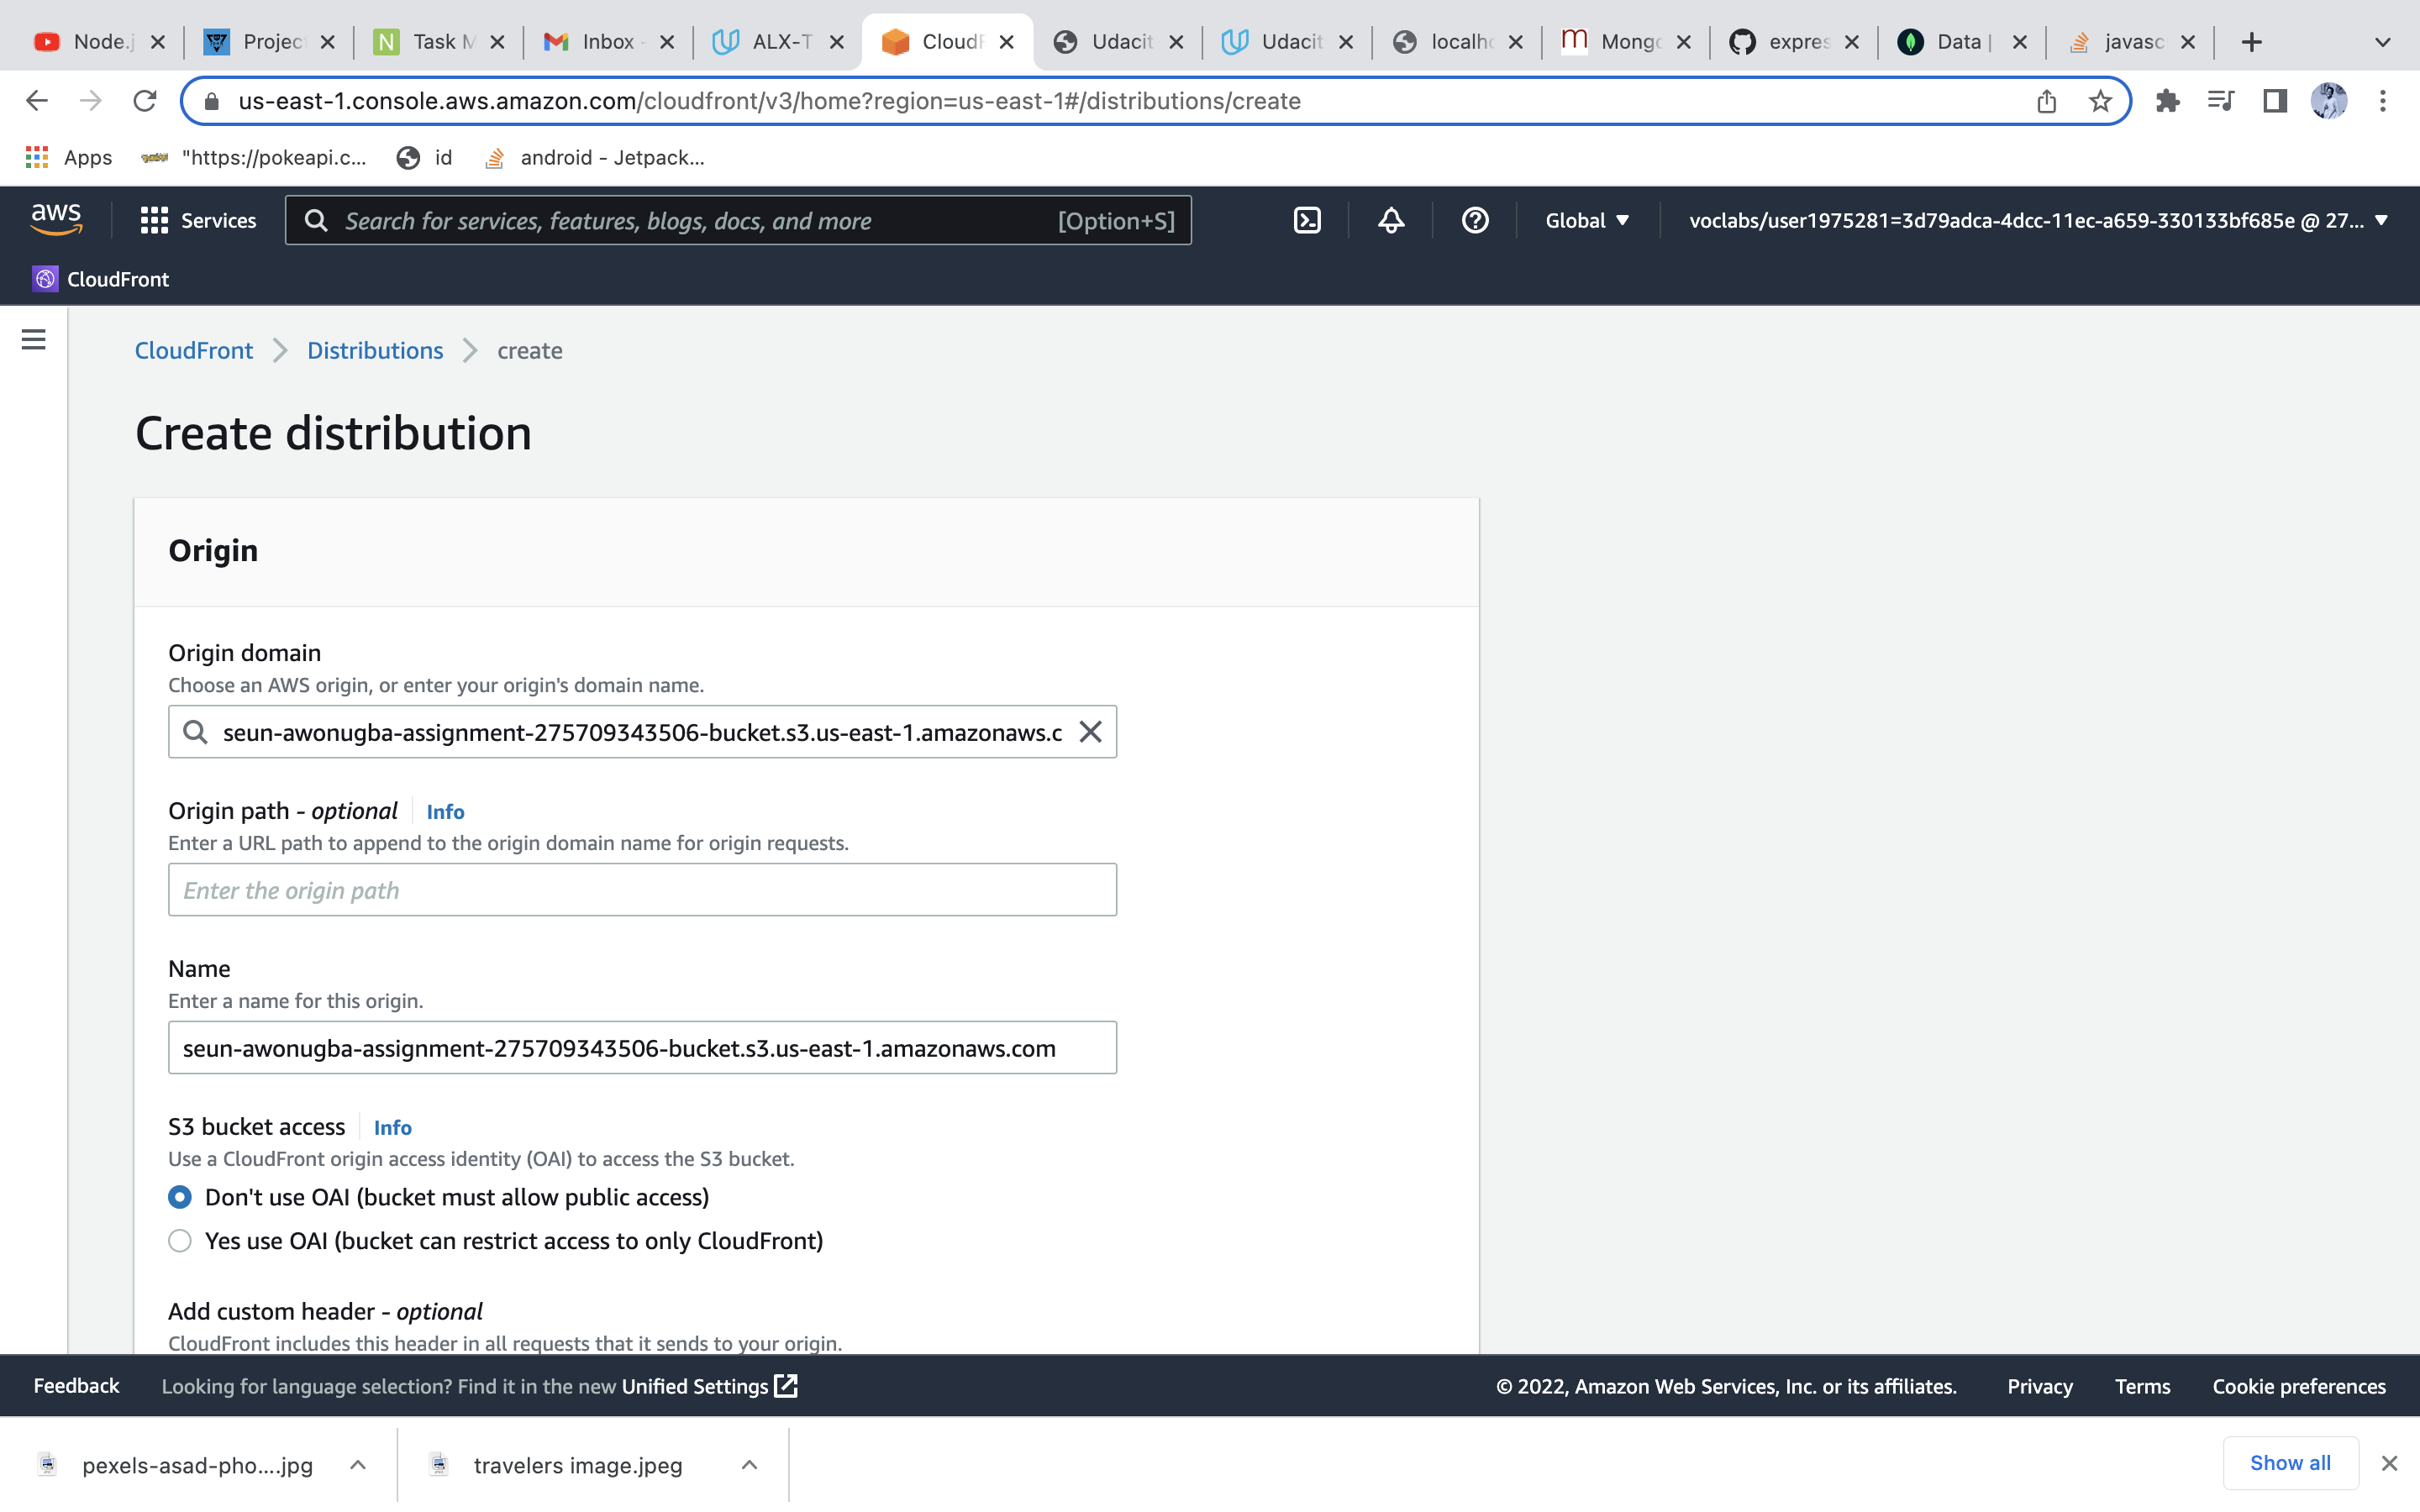 Node.j
Projec
Task M
Inbox -
ALX-T
CloudF
Udacit
Udacit
localho
Mongo
expres
Data |
javasc
us-east-1.console.aws.amazon.com/cloudfront/v3/home?region=us-east-1#/distributions/create
Apps
"https://pokeapi.c...
id
android - Jetpack...
aws
Services
Search for services, features, blogs, docs, and more
[Option+S]
Global
voclabs/user1975281=3d79adca-4dcc-11ec-a659-330133bf685e @ 27...
CloudFront
CloudFront
Distributions
create
Create distribution
Origin
Origin domain
Choose an AWS origin, or enter your origin's domain name.
seun-awonugba-assignment-275709343506-bucket.s3.us-east-1.amazonaws.c
Origin path - optional
Info
Enter a URL path to append to the origin domain name for origin requests.
Enter the origin path
Name
Enter a name for this origin.
seun-awonugba-assignment-275709343506-bucket.s3.us-east-1.amazonaws.com
S3 bucket access
Info
Use a CloudFront origin access identity (OAI) to access the S3 bucket.
Don't use OAI (bucket must allow public access)
Yes use OAI (bucket can restrict access to only CloudFront)
Add custom header - optional
CloudFront includes this header in all requests that it sends to your origin.
Feedback
Looking for language selection? Find it in the new Unified Settings
© 2022, Amazon Web Services, Inc. or its affiliates.
Privacy
Terms
Cookie preferences
pexels-asad-pho....jpg
travelers image.jpeg
Show all